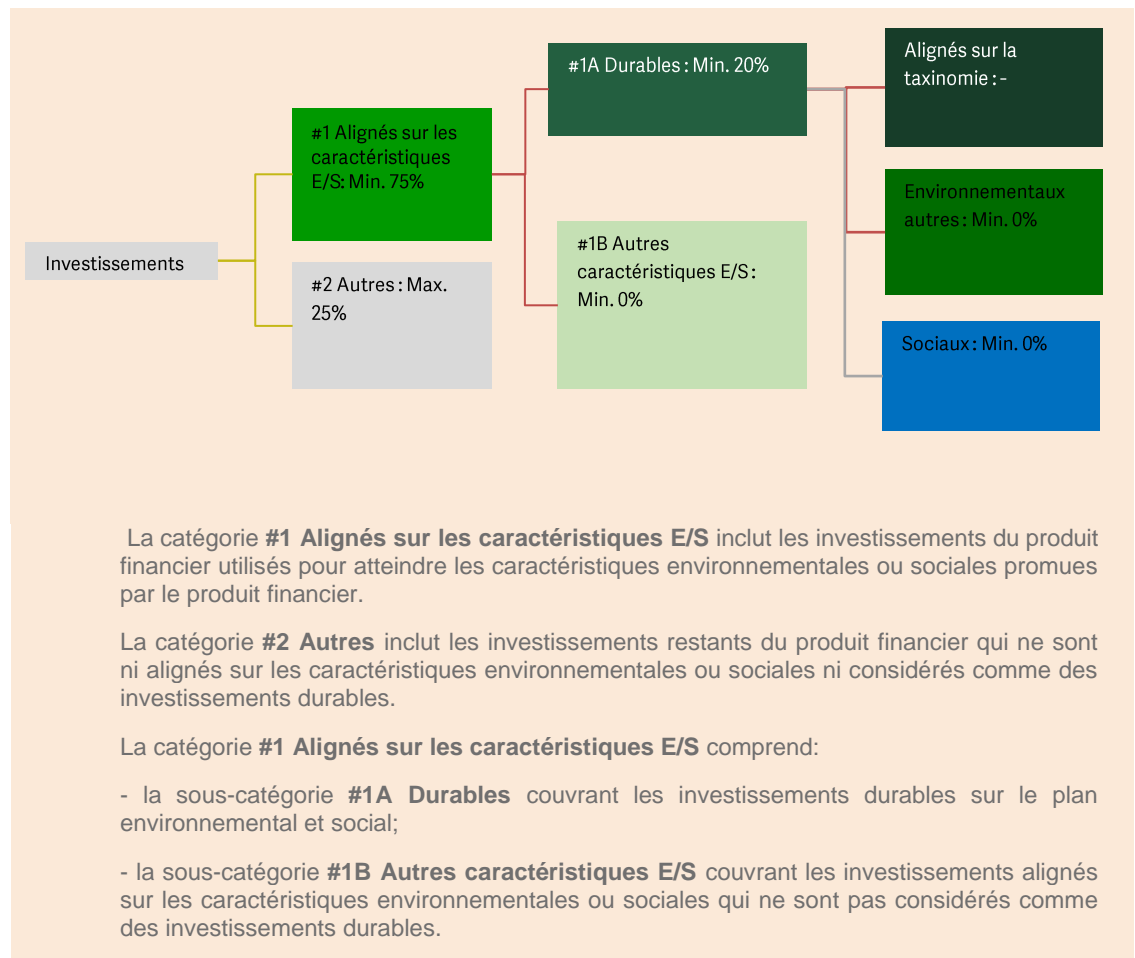 Investissements
#1 Alignés sur les
caractéristiques
E/S: Min. 75%
#2 Autres : Max.
25%
#1A Durables : Min. 20%
#1B Autres
caractéristiques E/S :
Min. 0%
Alignés sur la
taxinomie : -
Environnementaux
autres : Min. 0%
Sociaux : Min. 0%
La catégorie #1 Alignés sur les caractéristiques E/S inclut les investissements du produit
financier utilisés pour atteindre les caractéristiques environnementales ou sociales promues
par le produit financier.
La catégorie #2 Autres inclut les investissements restants du produit financier qui ne sont
ni alignés sur les caractéristiques environnementales ou sociales ni considérés comme des
investissements durables.
La catégorie #1 Alignés sur les caractéristiques E/S comprend:
- la sous-catégorie #1A Durables couvrant les investissements durables sur le plan
environnemental et social;
- la sous-catégorie #1B Autres caractéristiques E/S couvrant les investissements alignés
sur les caractéristiques environnementales ou sociales qui ne sont pas considérés comme
des investissements durables.